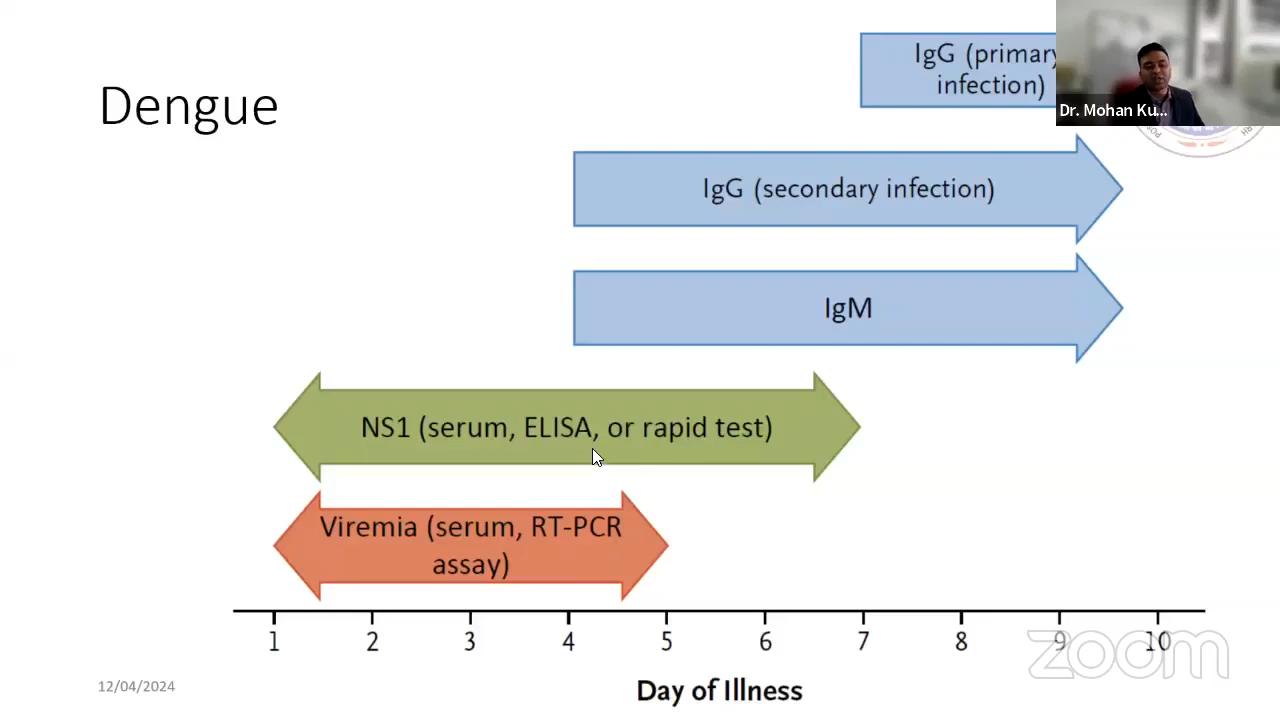 IgG (primary
infection)
Dr. Mohan Ku...
Dengue
IgG (secondary infection)
IgM
NS1 (serum, ELISA, or rapid test)
Viremia (serum, RT-PCR
assay)
1 2 3 4 5 6 7 8 9 10
zoom
12/04/2024
Day of Illness